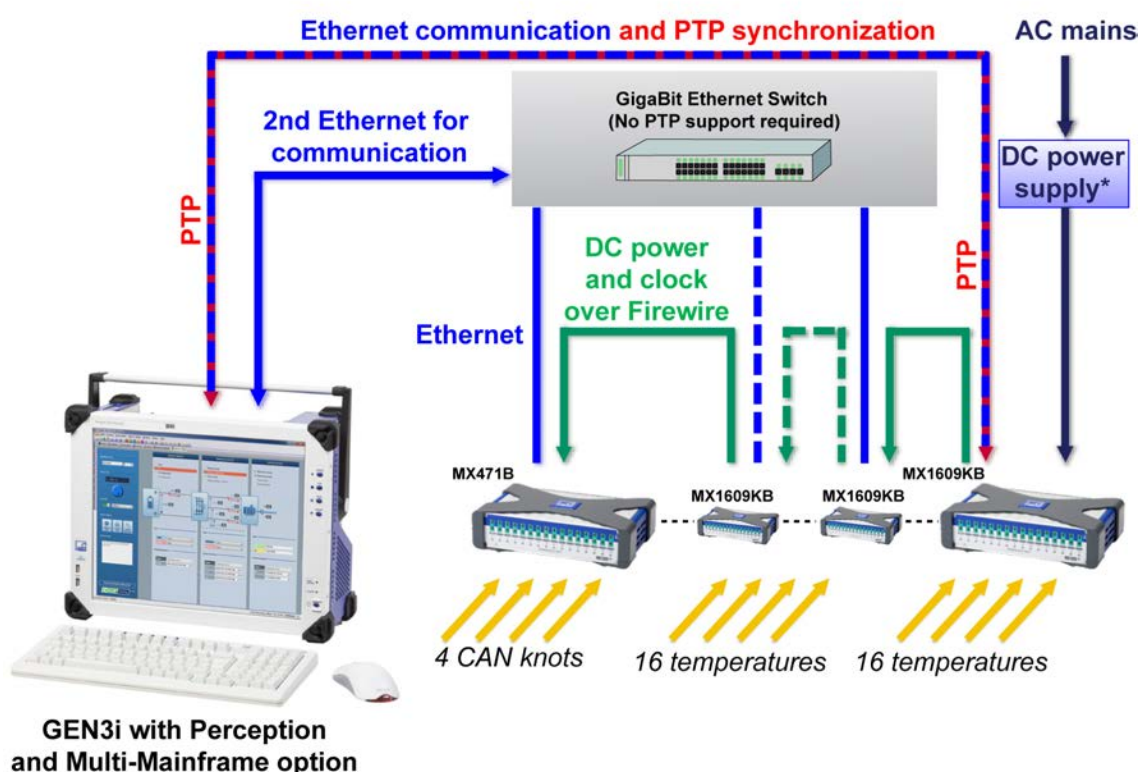 Ethernet communication and PTP synchronization
AC mains
GigaBit Ethernet Switch
(No PTP support required)
2nd Ethernet for
communication
DC power
supply*
PTP
PTP
DC power
and clock
over Firewire
Ethernet
MX471B
MX1609KB
MX1609KB
MX1609KB
4 CAN knots
16 temperatures
16 temperatures
GEN3i with Perception
and Multi-Mainframe option